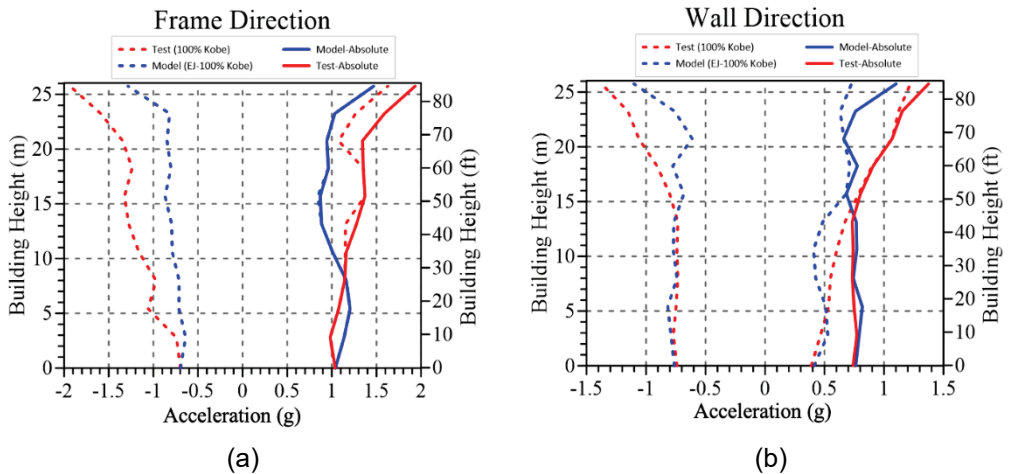 Frame Direction
Test (100% Kobe)
Model-Absolute
Model (EJ-100% Kobe)
Test-Absolute
Building Height (m)
25
20
15
10
5
0
80
70
60
50
40
30
20
10
0
Building Height (ft)
-2 -1.5 -1 -0.5 0 0.5 1 1.5 2
Acceleration (g)
(a)
Wall Direction
Test (100% Kobe)
Model-Absolute
Model (EJ-100% Kobe)
Test-Absolute
Building Height (m)
25
20
15
10
5
0
80
70
60
50
40
30
20
10
0
Building Height (ft)
-1.5 -1 -0.5 0 0.5 1 1.5
Acceleration (g)
(b)